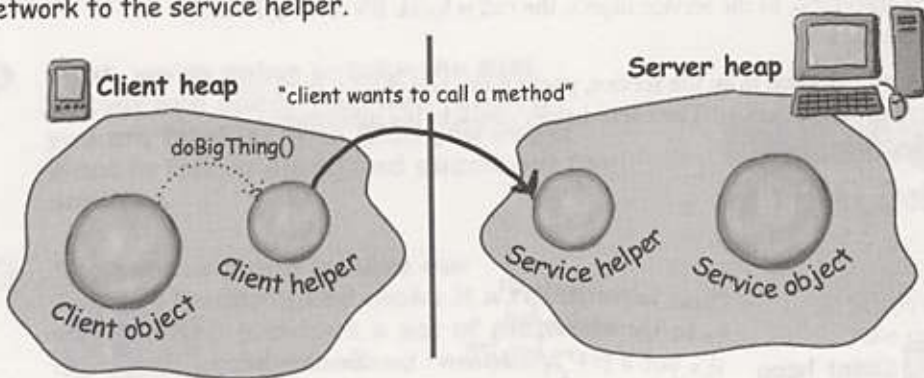 etwork to the service helper.
Client heap
Server heap
"client wants to call a method"
doBigThing()
Client object
Client helper
Service helper
Service object